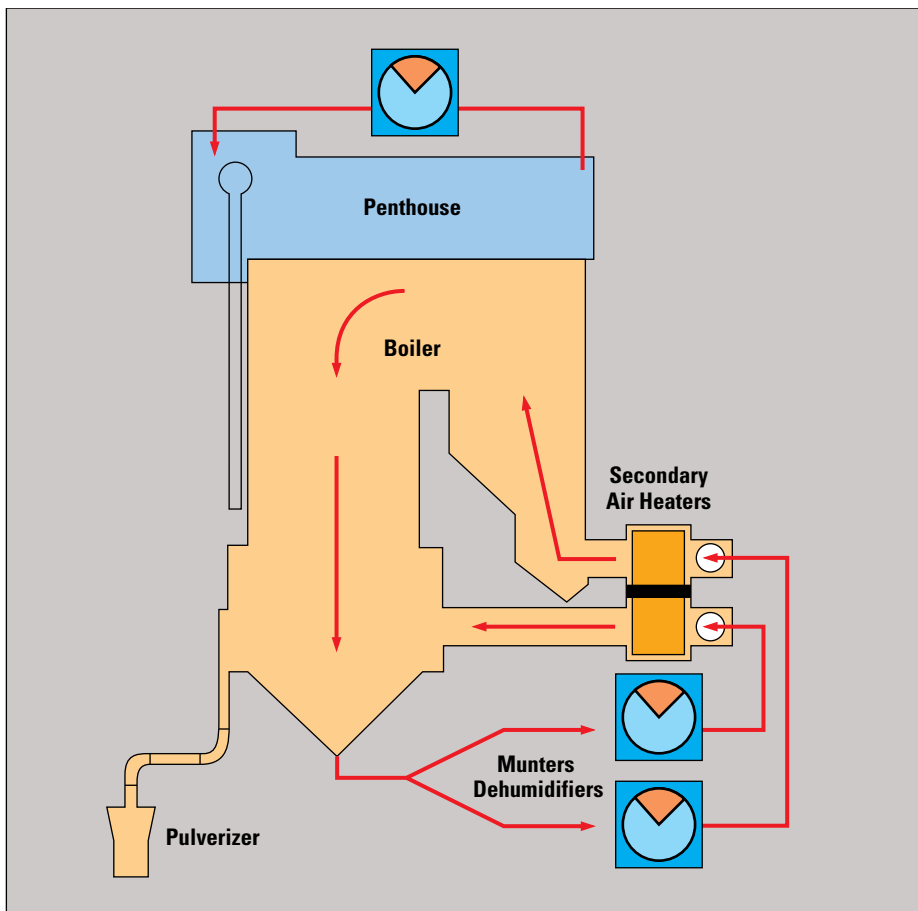 Penthouse
Boiler
Secondary
Air Heaters
Munters
Dehumidifiers
Pulverizer